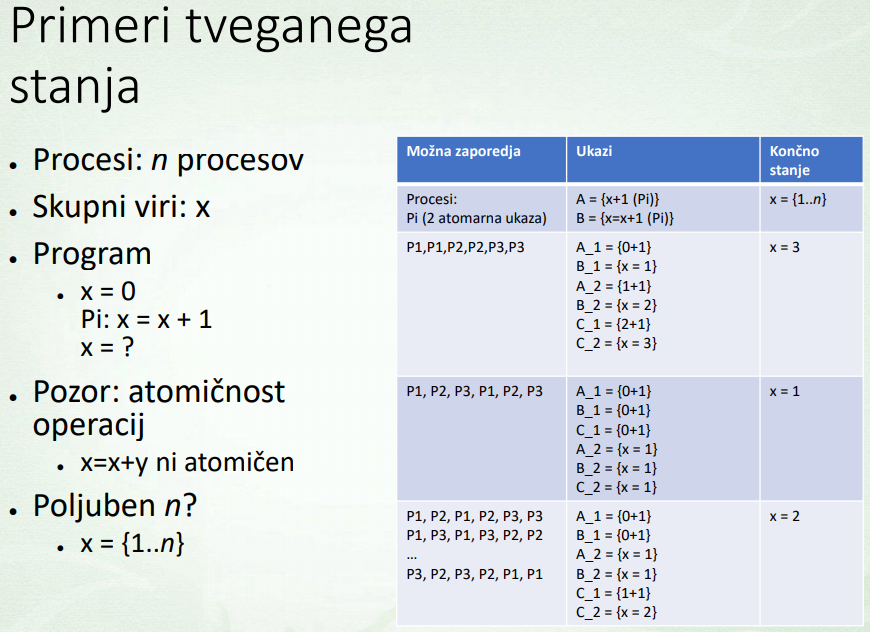 Primeri tveganega
stanja
• Procesi: n procesov
• Skupni viri: x
• Program
• x = 0
Pi: x = x + 1
x = ?
• Pozor: atomičnost
operacij
• x=x+y ni atomičen
• Poljuben n?
• x = {1..n}
Možna zaporedja
Ukazi
Končno
stanje
Procesi:
Pi (2 atomarna ukaza)
A = {x+1 (Pi)}
B = {x=x+1 (Pi)}
x = {1..n}
P1,P1,P2,P2,P3,P3
A_1 = {0+1}
B_1 = {x = 1}
A_2 = {1+1}
B_2 = {x = 2}
C_1 = {2+1}
C_2 = {x = 3}
x = 3
P1, P2, P3, P1, P2, P3
A_1 = {0+1}
B_1 = {0+1}
C_1 = {0+1}
A_2 = {x = 1}
B_2 = {x = 1}
C_2 = {x = 1}
x = 1
P1, P2, P1, P2, P3, P3
P1, P3, P1, P3, P2, P2
...
P3, P2, P3, P2, P1, P1
A_1 = {0+1}
B_1 = {0+1}
A_2 = {x = 1}
B_2 = {x = 1}
C_1 = {1+1}
C_2 = {x = 2}
x = 2